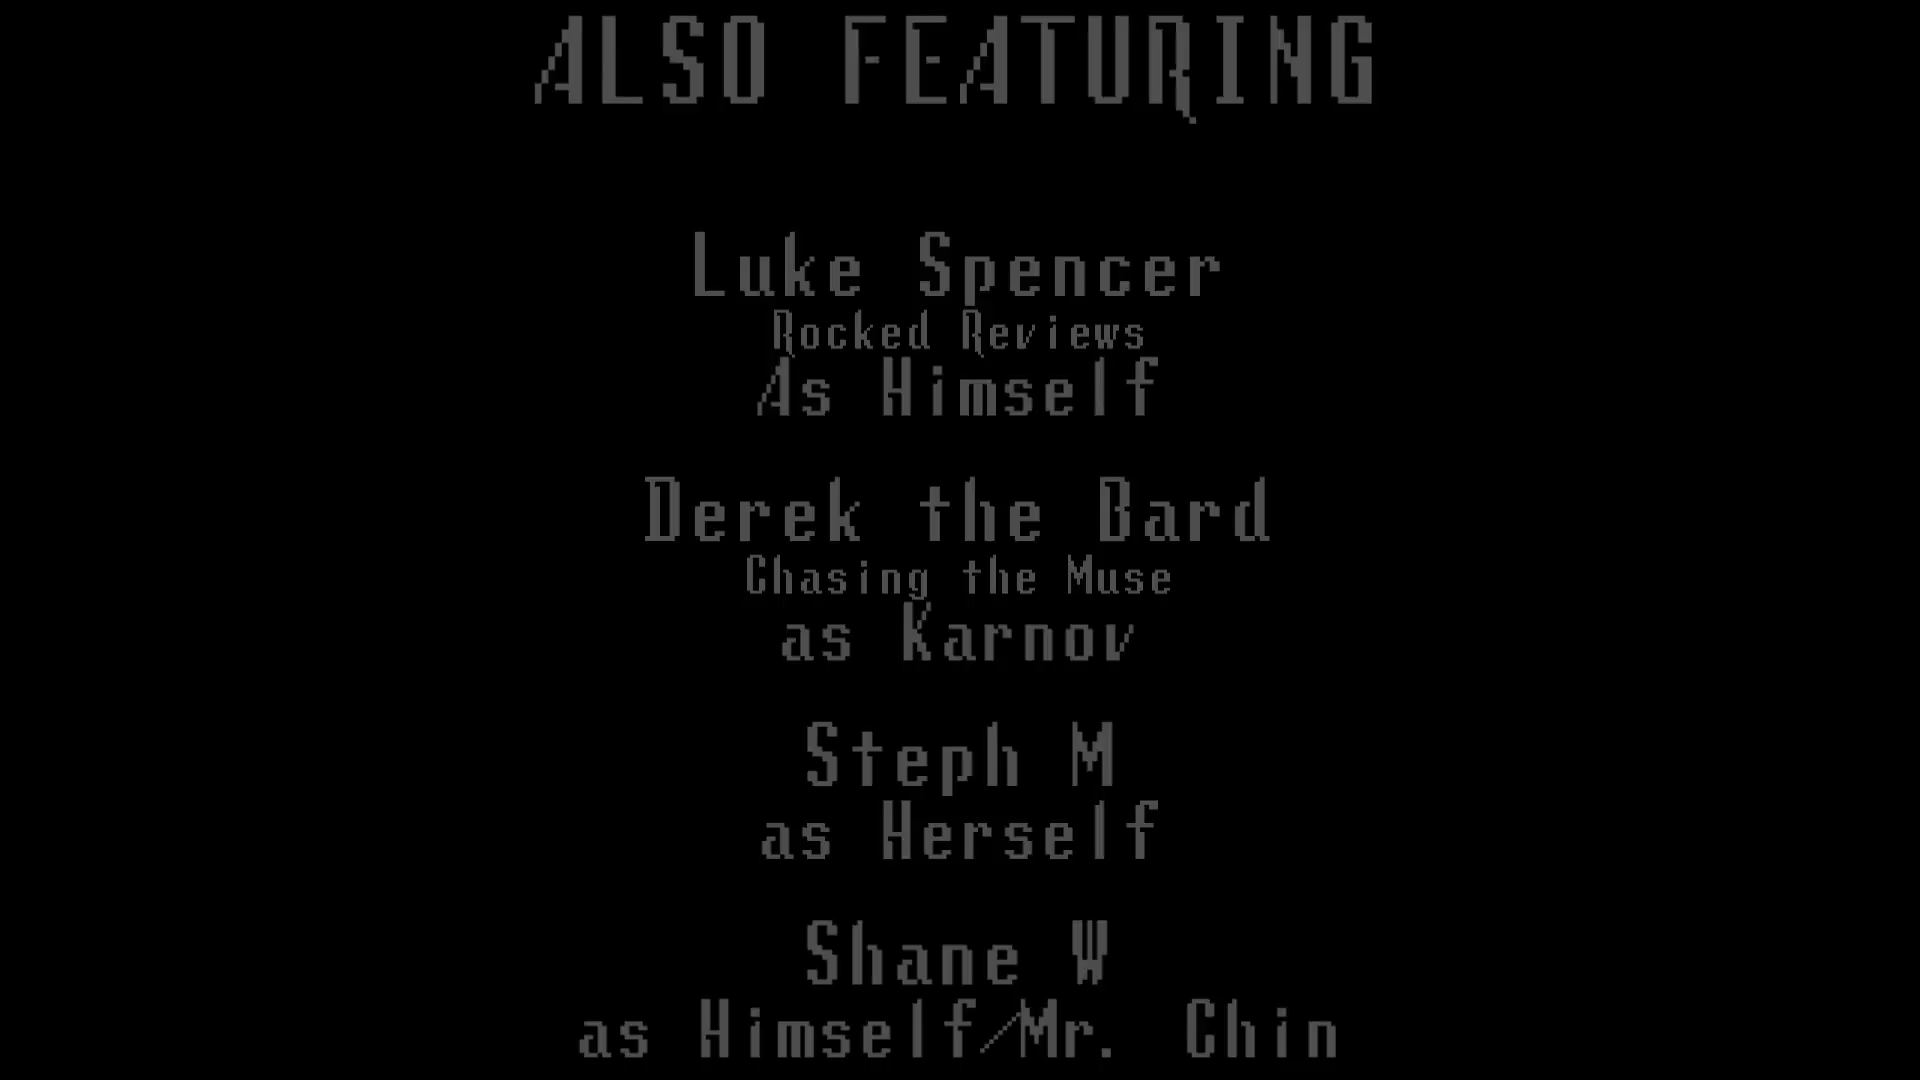 ALSO FEATURING
Luke Spencer
Rocked Reviews
As Himself
Derek the Bard
Chasing the Muse
as Karnov
Steph M
as Herself
Shane W
as Himself/Mr. Chin